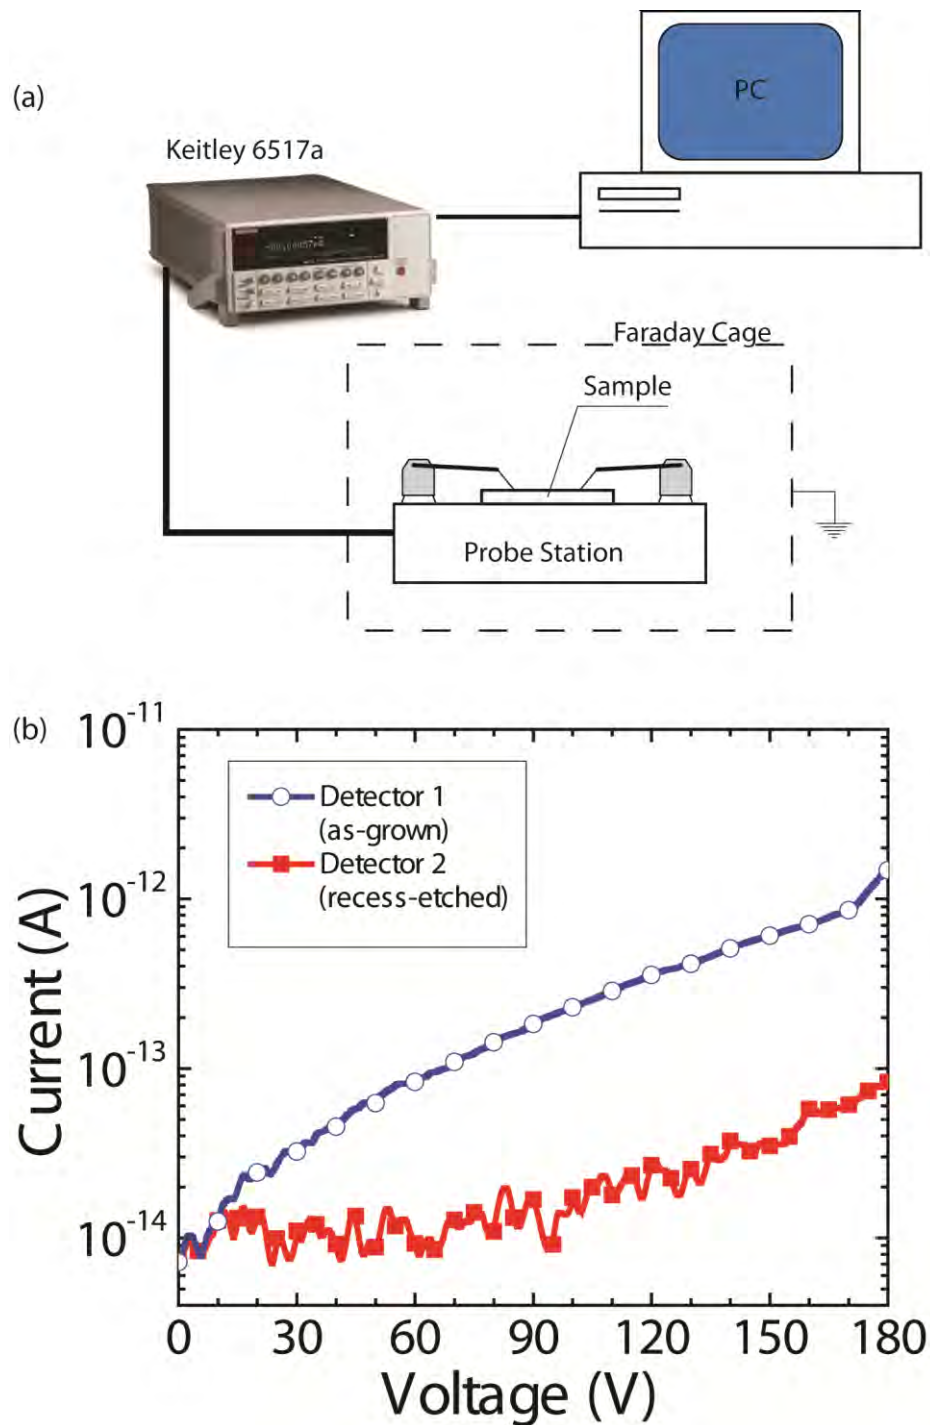 (a)
PC
Keitley 6517a
Faraday Cage
Sample
Probe Station
(b)
Detector 1
(as-grown)
Detector 2
(recess-etched)
10⁻¹¹
10⁻¹²
10⁻¹³
10⁻¹⁴
Current (A)
0 30 60 90 120 150 180
Voltage (V)